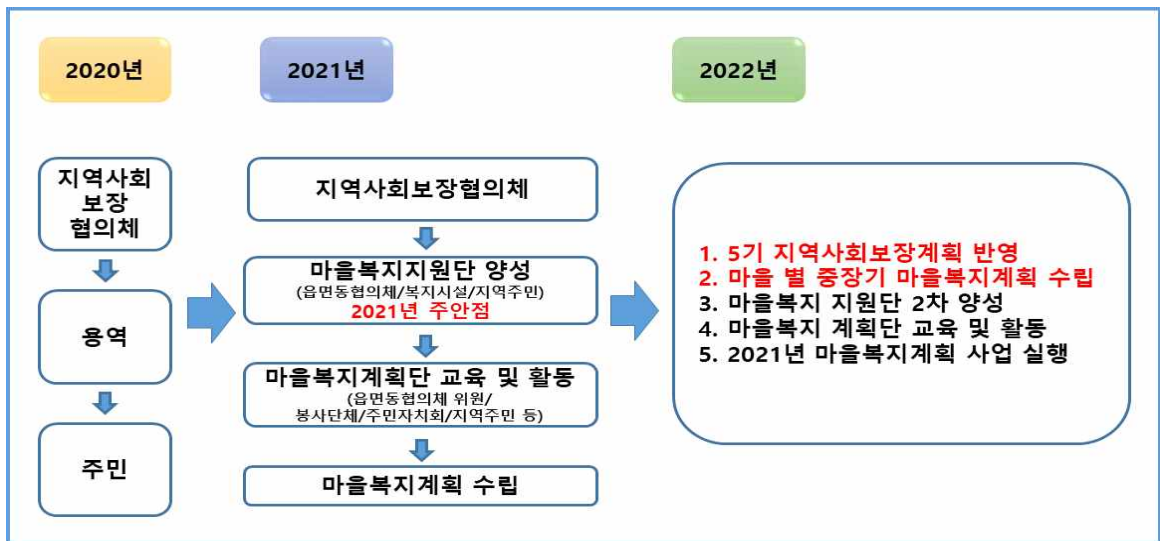 2020년
2021년
2022년
지역사회
보장
협의체
용역
주민
지역사회보장협의체
마을복지지원단 양성
(읍면동협의체/복지시설/지역주민)
2021년 주안점
마을복지계획단 교육 및 활동
(읍면동협의체 위원/
봉사단체/주민자치회/지역주민 등)
마을복지계획 수립
1. 5기 지역사회보장계획 반영
2. 마을 별 중장기 마을복지계획 수립
3. 마을복지 지원단 2차 양성
4. 마을복지 계획단 교육 및 활동
5. 2021년 마을복지계획 사업 실행